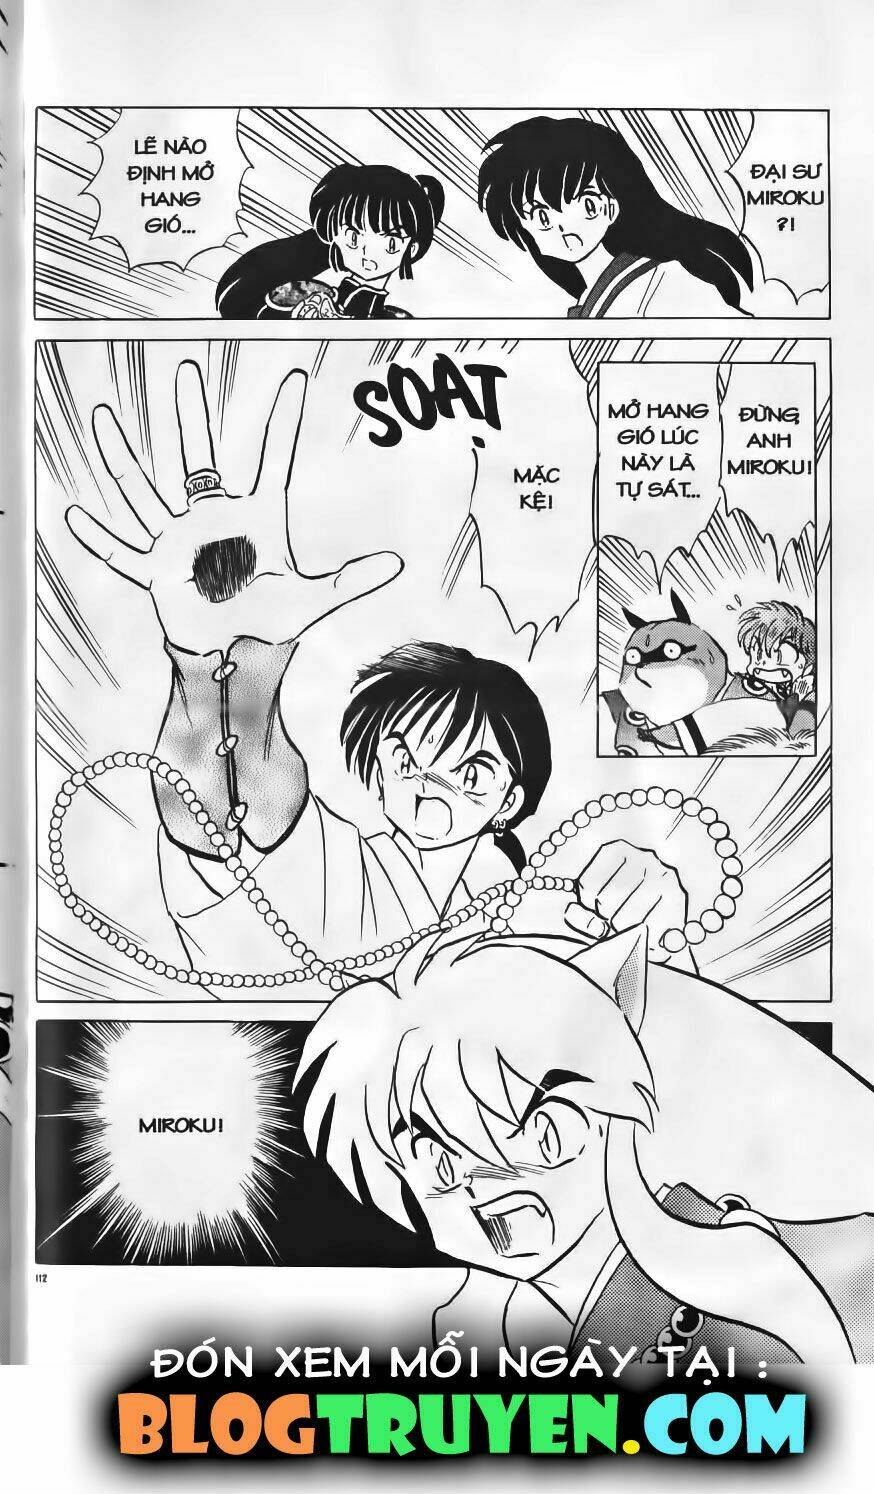 ĐẠI SƯ
MIROKU
?!
LẼ NÀO
ĐỊNH MỞ
HANG
GIÓ...
ĐỪNG,
ANH
MIROKU!
MỞ HANG
GIÓ LÚC
NÀY LÀ
TỰ SÁT...
SOẠT
MẶC
KỆ!
MIROKU!
112
ĐÓN XEM MỖI NGÀY TẠI :
BLOGTRUYEN.COM